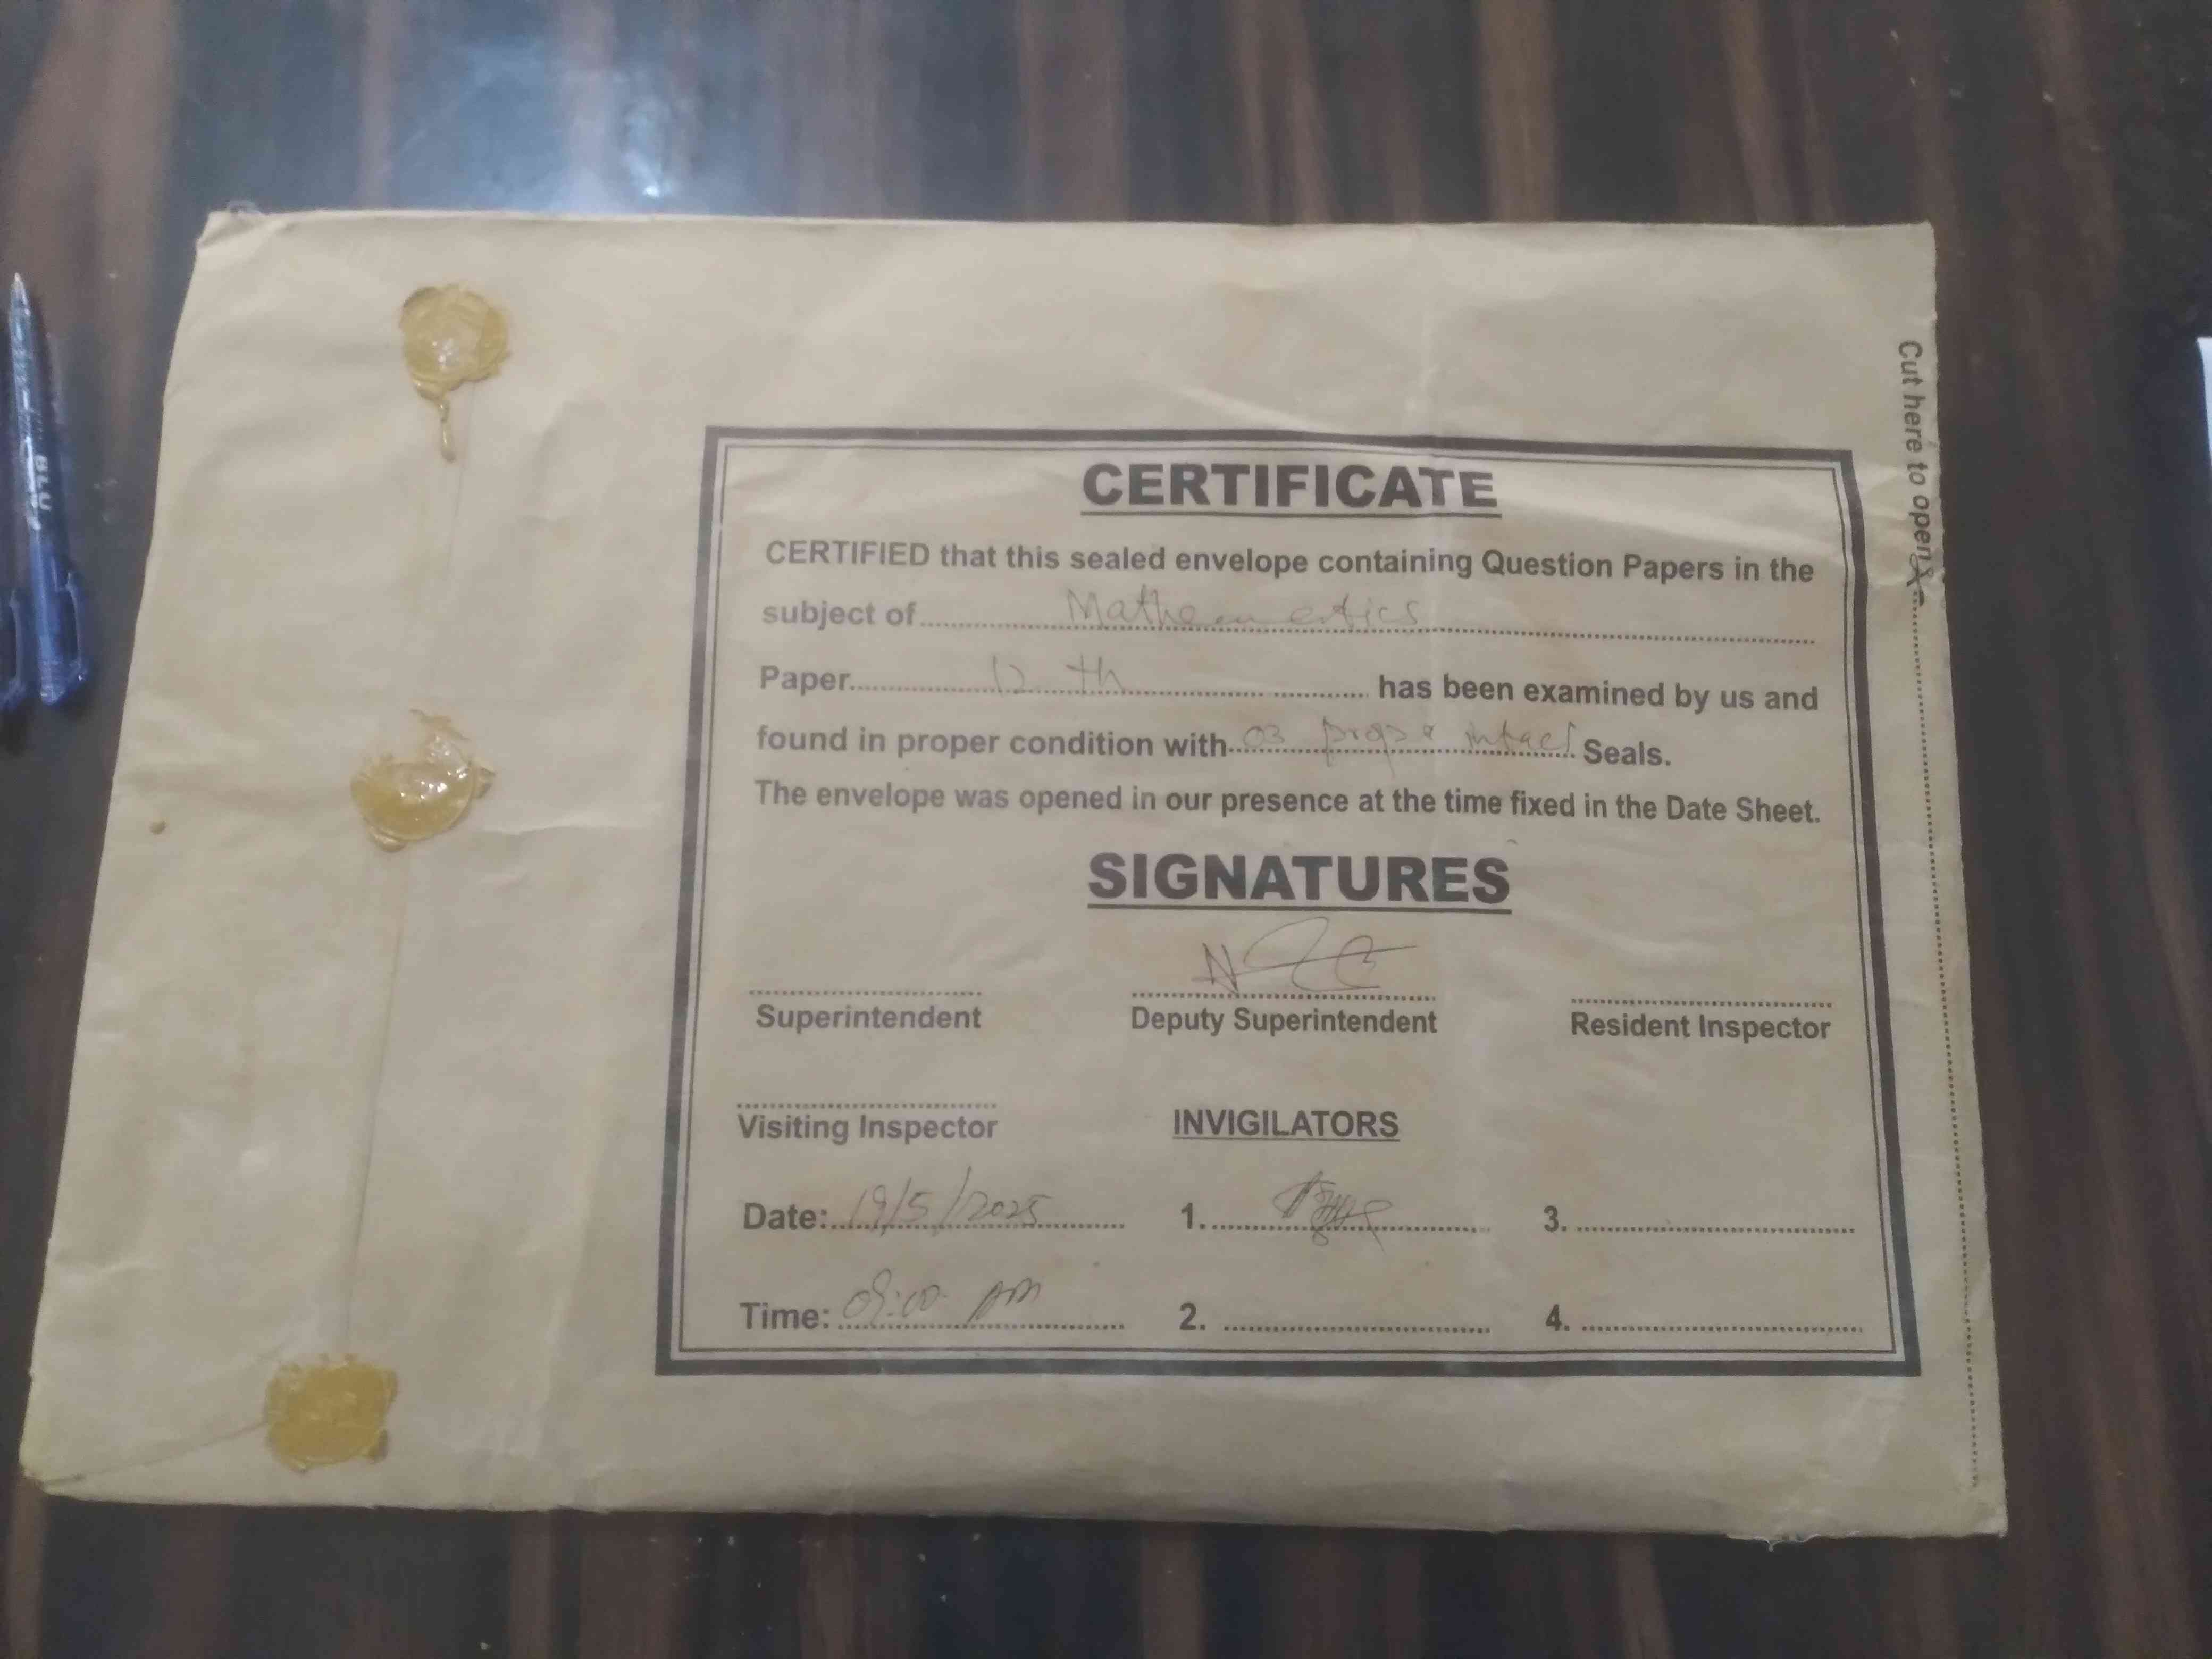 CERTIFICATE
CERTIFIED that this sealed envelope containing Question Papers in the
subject of Mathematics
Paper 12 th has been examined by us and
found in proper condition with 03 intact Seals.
The envelope was opened in our presence at the time fixed in the Date Sheet.
SIGNATURES
Superintendent
Deputy Superintendent
Resident Inspector
Visiting Inspector
INVIGILATORS
Date: 19/5/2025
1.
3.
Time: 09:00 AM
2.
4.
Cut here to open
BLU